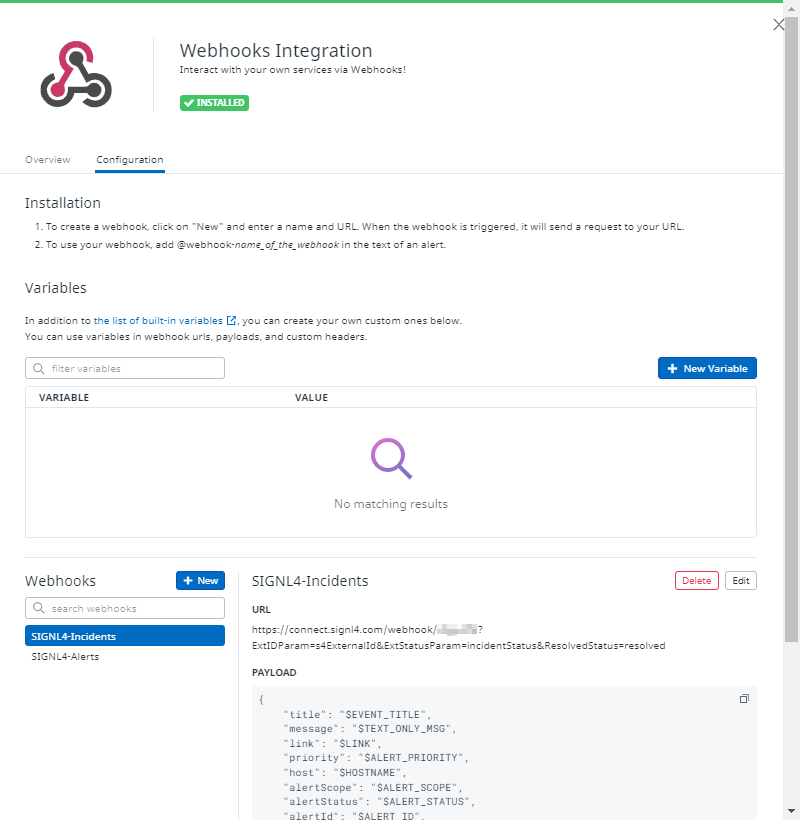 Webhooks Integration
Interact with your own services via Webhooks!
INSTALLED
Overview
Configuration
Installation
1. To create a webhook, click on "New" and enter a name and URL. When the webhook is triggered, it will send a request to your URL.
2. To use your webhook, add @webhook-name_of_the_webhook in the text of an alert.
Variables
In addition to the list of built-in variables , you can create your own custom ones below.
You can use variables in webhook urls, payloads, and custom headers.
filter variables
New Variable
VARIABLE
VALUE
No matching results
Webhooks
New
search webhooks
SIGNL4-Incidents
SIGNL4-Alerts
SIGNL4-Incidents
Delete
Edit
URL
https://connect.signl4.com/webhook/ ?
ExtIDParam=s4ExternalId&ExtStatusParam=incidentStatus&ResolvedStatus=resolved
PAYLOAD
{
"title": "$EVENT_TITLE",
"message": "$TEXT_ONLY_MSG",
"link": "$LINK",
"priority": "$ALERT_PRIORITY",
"host": "$HOSTNAME",
"alertScope": "$ALERT_SCOPE",
"alertStatus": "$ALERT_STATUS",
"alertId": "$ALERT_ID",